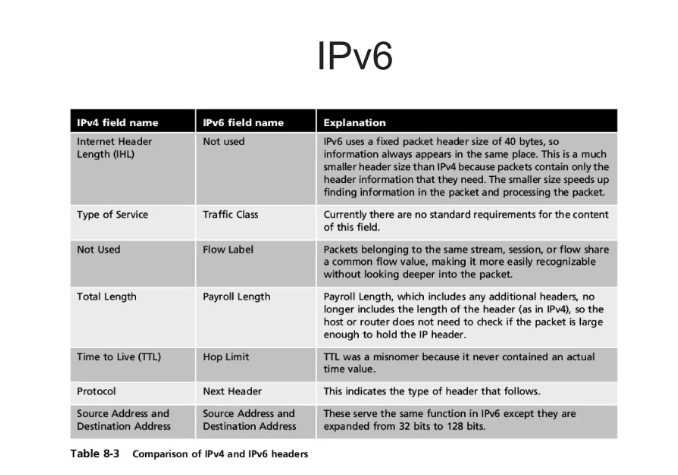 IPv6
IPv4 field name IPv6 field name Explanation
Internet Header Not used IPv6 uses a fixed packet header size of 40 bytes, so
Length (IHL) information always appears in the same place. This is a much
smaller header size than IPv4 because packets contain only the
header information that they need. The smaller size speeds up
finding information in the packet and processing the packet.
Type of Service Traffic Class Currently there are no standard requirements for the content
of this field.
Not Used Flow Label Packets belonging to the same stream, session, or flow share
a common flow value, making it more easily recognizable
without looking deeper into the packet.
Total Length Payroll Length Payroll Length, which includes any additional headers, no
longer includes the length of the header (as in IPv4), so the
host or router does not need to check if the packet is large
enough to hold the IP header.
Time to Live (TTL) Hop Limit TTL was a misnomer because it never contained an actual
time value.
Protocol Next Header This indicates the type of header that follows.
Source Address and Source Address and These serve the same function in IPv6 except they are
Destination Address Destination Address expanded from 32 bits to 128 bits.
Table 8-3 Comparison of IPv4 and IPv6 headers